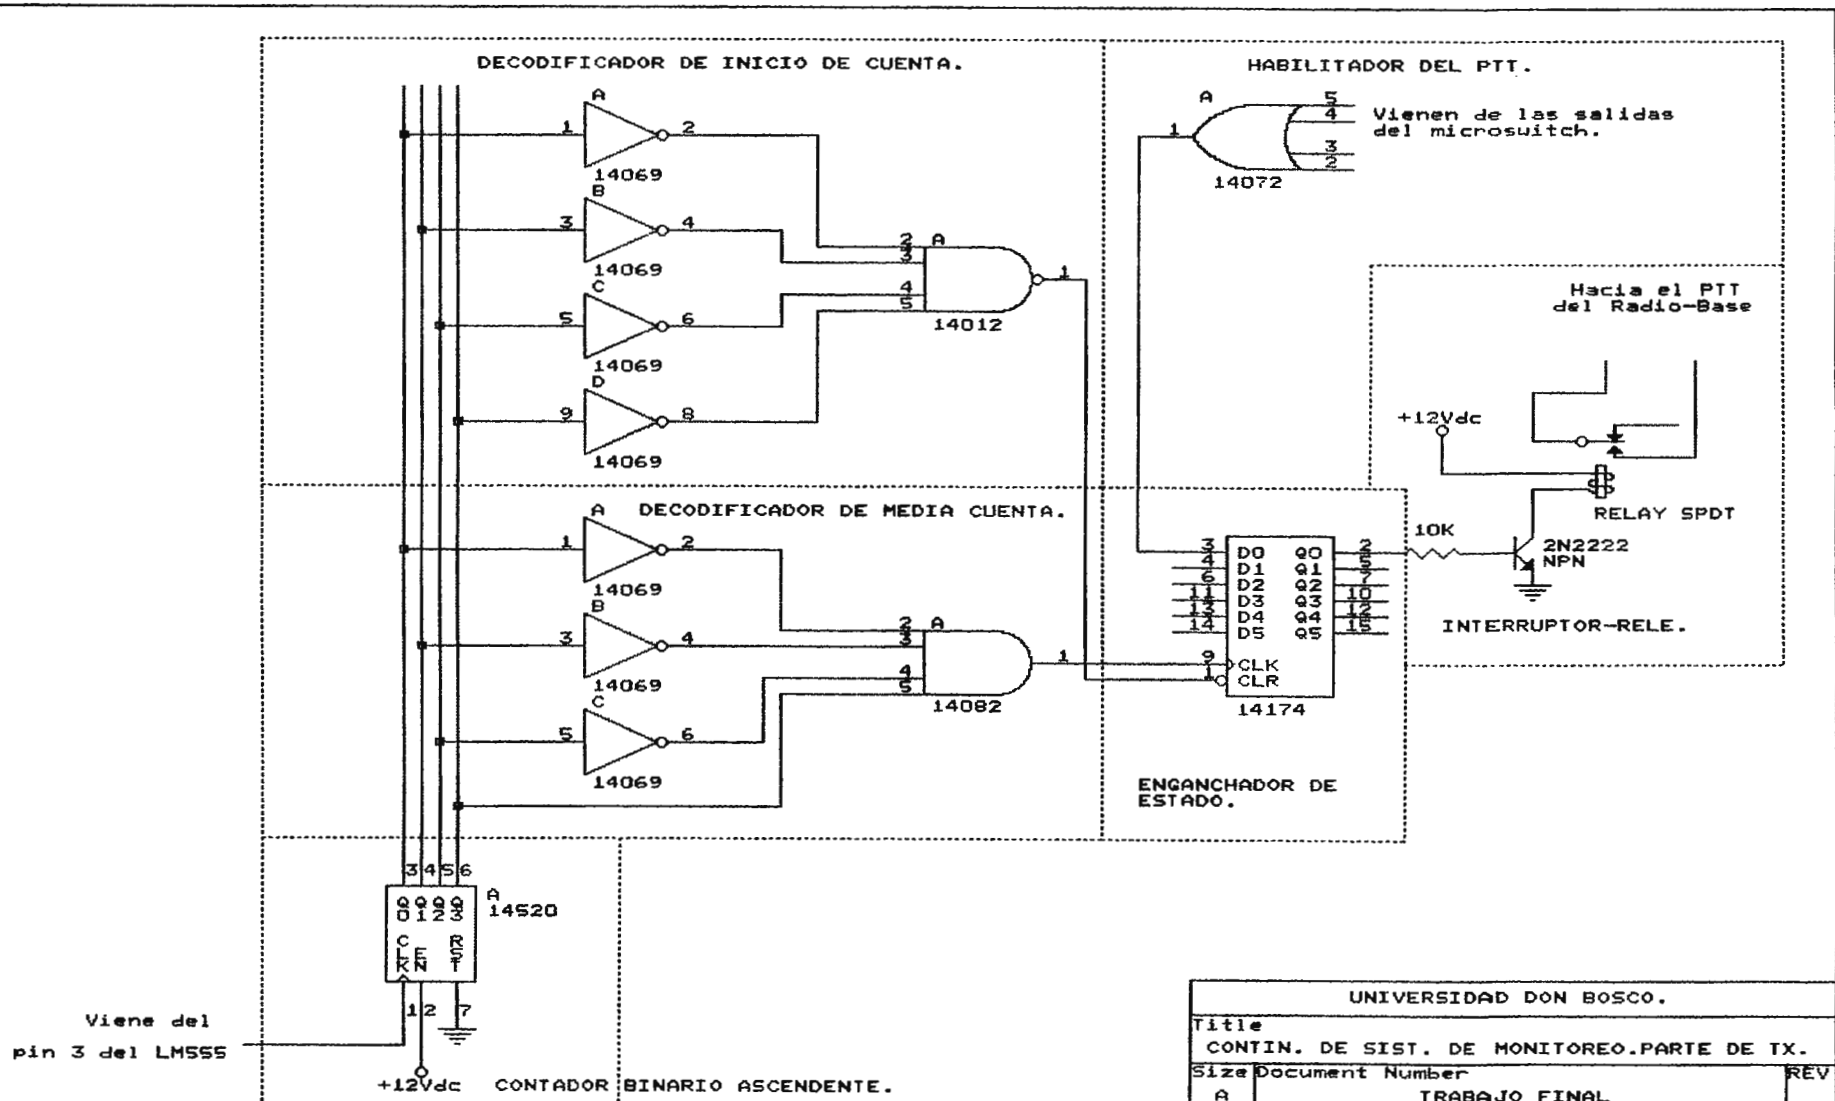 DECODIFICADOR DE INICIO DE CUENTA.
A
1
2
14069
B
3
4
14069
C
5
6
14069
D
9
8
14069
2
3
4
5
A
1
14012
HABILITADOR DEL PTT.
A
1
5
4
3
2
14072
Vienen de las salidas
del microswitch.
Hacia el PTT
del Radio-Base
+12Vdc
RELAY SPDT
10K
2N2222
NPN
INTERRUPTOR-RELE.
DECODIFICADOR DE MEDIA CUENTA.
A
1
2
14069
B
3
4
14069
C
5
6
14069
2
3
4
5
A
1
14082
3 D0 Q0 2
4 D1 Q1 5
6 D2 Q2 7
11 D3 Q3 10
13 D4 Q4 12
14 D5 Q5 15
9 CLK
1 CLR
14174
ENGANCHADOR DE
ESTADO.
3 4 5 6
Q0 Q1 Q2 Q3
CLK EN RST
A
14520
1 2 7
Viene del
pin 3 del LM555
+12Vdc
CONTADOR BINARIO ASCENDENTE.
UNIVERSIDAD DON BOSCO.
Title
CONTIN. DE SIST. DE MONITOREO.PARTE DE TX.
Size Document Number REV
A TRABAJO FINAL